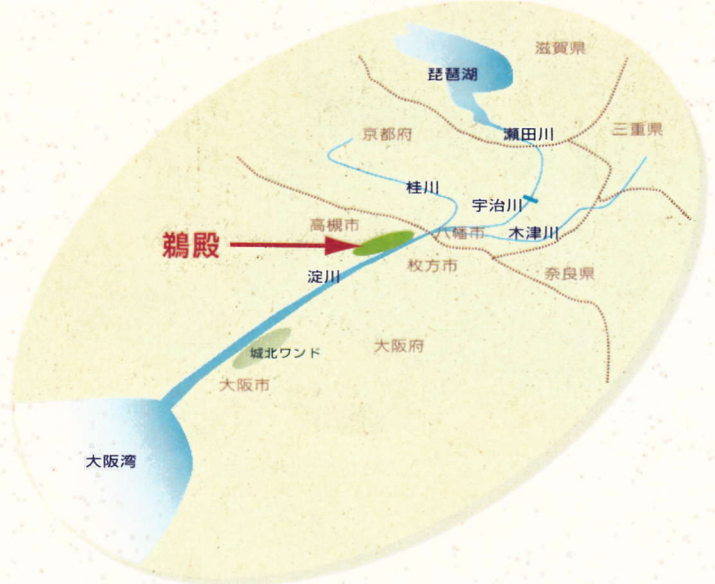 滋賀県
琵琶湖
瀬田川
三重県
京都府
桂川
宇治川
高槻市
八幡市
木津川
鵜殿
枚方市
奈良県
淀川
城北ワンド
大阪府
大阪市
大阪湾